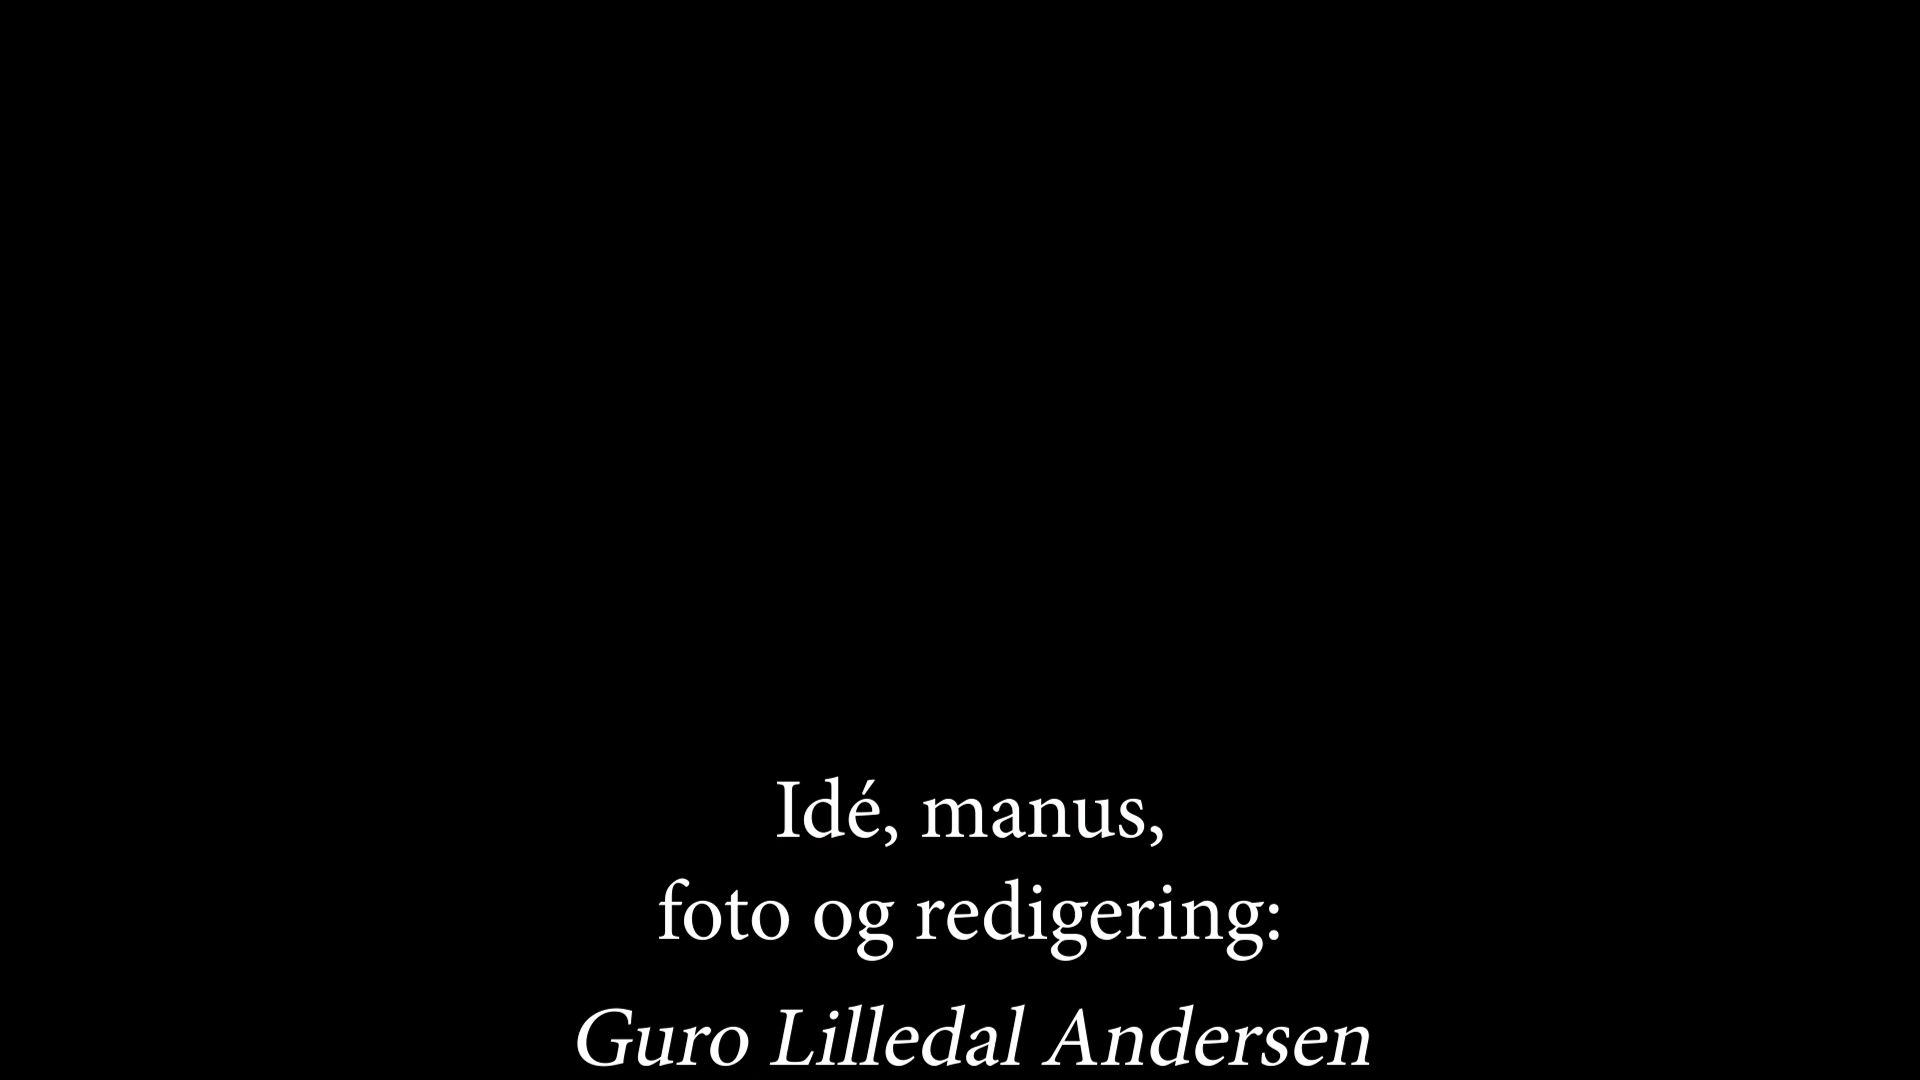 Idé, manus,
foto og redigering:
Guro Lilledal Andersen